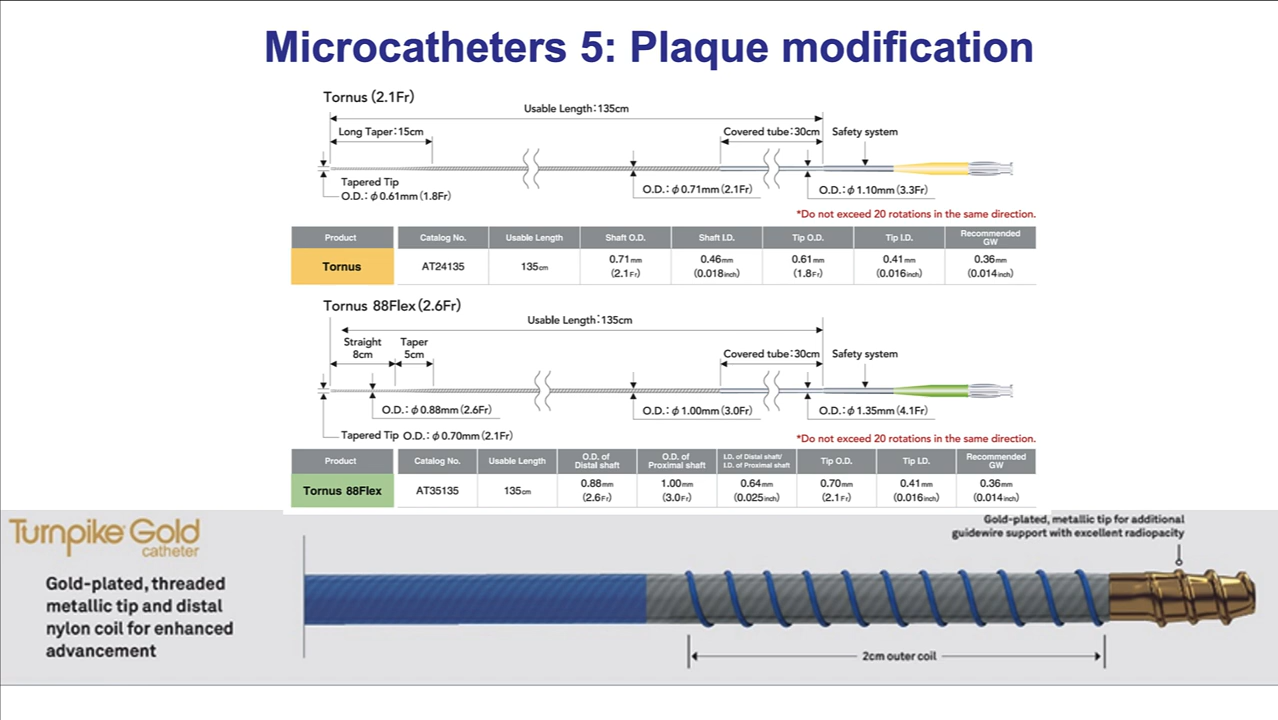 Microcatheters 5: Plaque modification
Tornus (2.1Fr)
Usable Length:135cm
Long Taper:15cm
Covered tube:30cm
Safety system
Tapered Tip
O.D.: φ0.61mm (1.8Fr)
O.D.: φ0.71mm (2.1Fr)
O.D.: φ1.10mm (3.3Fr)
*Do not exceed 20 rotations in the same direction.
Product Catalog No. Usable Length Shaft O.D. Shaft I.D. Tip O.D. Tip I.D. Recommended GW
Tornus AT24135 135cm 0.71mm (2.1Fr) 0.46mm (0.018inch) 0.61mm (1.8Fr) 0.41mm (0.016inch) 0.36mm (0.014inch)
Tornus 88Flex (2.6Fr)
Usable Length:135cm
Straight 8cm
Taper 5cm
Covered tube:30cm
Safety system
O.D.: φ0.88mm (2.6Fr)
O.D.: φ1.00mm (3.0Fr)
O.D.: φ1.35mm (4.1Fr)
Tapered Tip O.D.: φ0.70mm (2.1Fr)
*Do not exceed 20 rotations in the same direction.
Product Catalog No. Usable Length O.D. of Distal shaft O.D. of Proximal shaft I.D. of Distal shaft/ I.D. of Proximal shaft Tip O.D. Tip I.D. Recommended GW
Tornus 88Flex AT35135 135cm 0.88mm (2.6Fr) 1.00mm (3.0Fr) 0.64mm (0.025inch) 0.70mm (2.1Fr) 0.41mm (0.016inch) 0.36mm (0.014inch)
Turnpike Gold
catheter
Gold-plated, threaded
metallic tip and distal
nylon coil for enhanced
advancement
Gold-plated, metallic tip for additional
guidewire support with excellent radiopacity
2cm outer coil